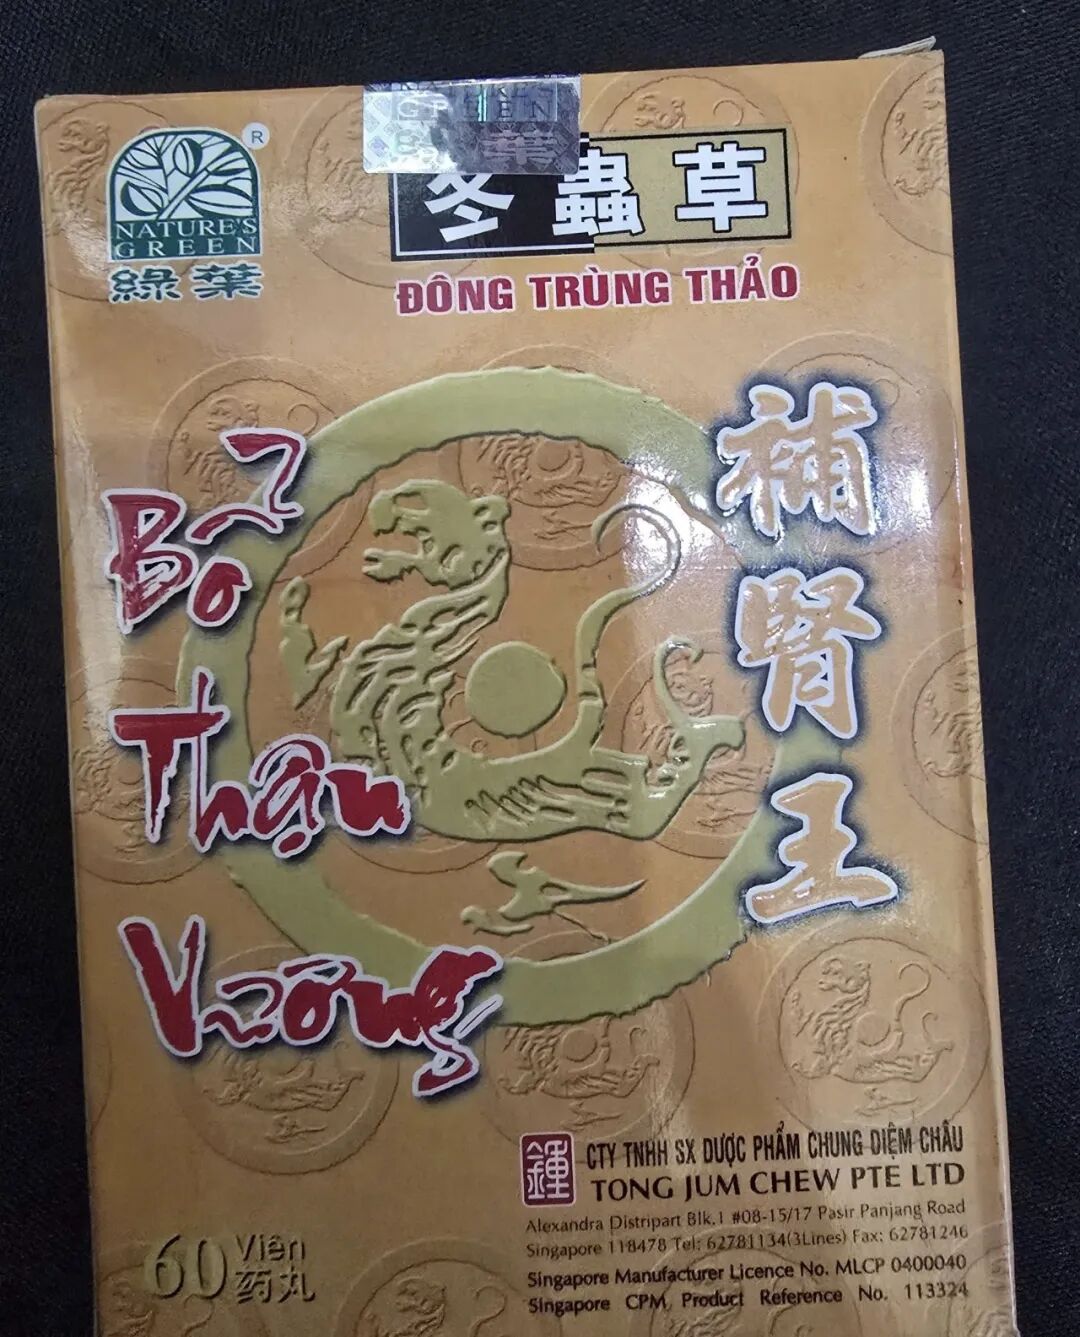 NATURE'S
GREEN
®
綠葉
NATURE'S
GREEN
冬蟲草
ĐÔNG TRÙNG THẢO
Bổ
Thận
Vương
補
腎
王
鍾
CTY TNHH SX DƯỢC PHẨM CHUNG DIỆM CHÂU
TONG JUM CHEW PTE LTD
Alexandra Distripart Blk.1 #08-15/17 Pasir Panjang Road
Singapore 118478 Tel: 62781134(3Lines) Fax: 62781246
Singapore Manufacturer Licence No. MLCP 0400040
Singapore CPM Product Reference No. 113324
60 Viên
药丸